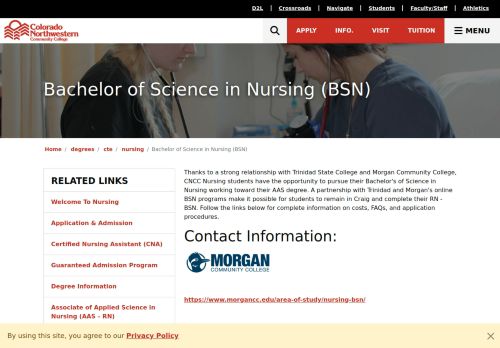 D2L | Crossroads | Navigate | Students | Faculty/Staff | Athletics
Colorado
Northwestern
Community College
APPLY INFO. VISIT TUITION MENU
Bachelor of Science in Nursing (BSN)
Home / degrees / cte / nursing / Bachelor of Science in Nursing (BSN)
RELATED LINKS
Welcome To Nursing
Application & Admission
Certified Nursing Assistant (CNA)
Guaranteed Admission Program
Degree Information
Associate of Applied Science in
Nursing (AAS - RN)
Thanks to a strong relationship with Trinidad State College and Morgan Community College,
CNCC Nursing students have the opportunity to pursue their Bachelor's of Science in
Nursing working toward their AAS degree. A partnership with Trinidad and Morgan's online
BSN programs make it possible for students to remain in Craig and complete their RN -
BSN. Follow the links below for complete information on costs, FAQs, and application
procedures.
Contact Information:
MORGAN
COMMUNITY COLLEGE
https://www.morgancc.edu/area-of-study/nursing-bsn/
By using this site, you agree to our Privacy Policy